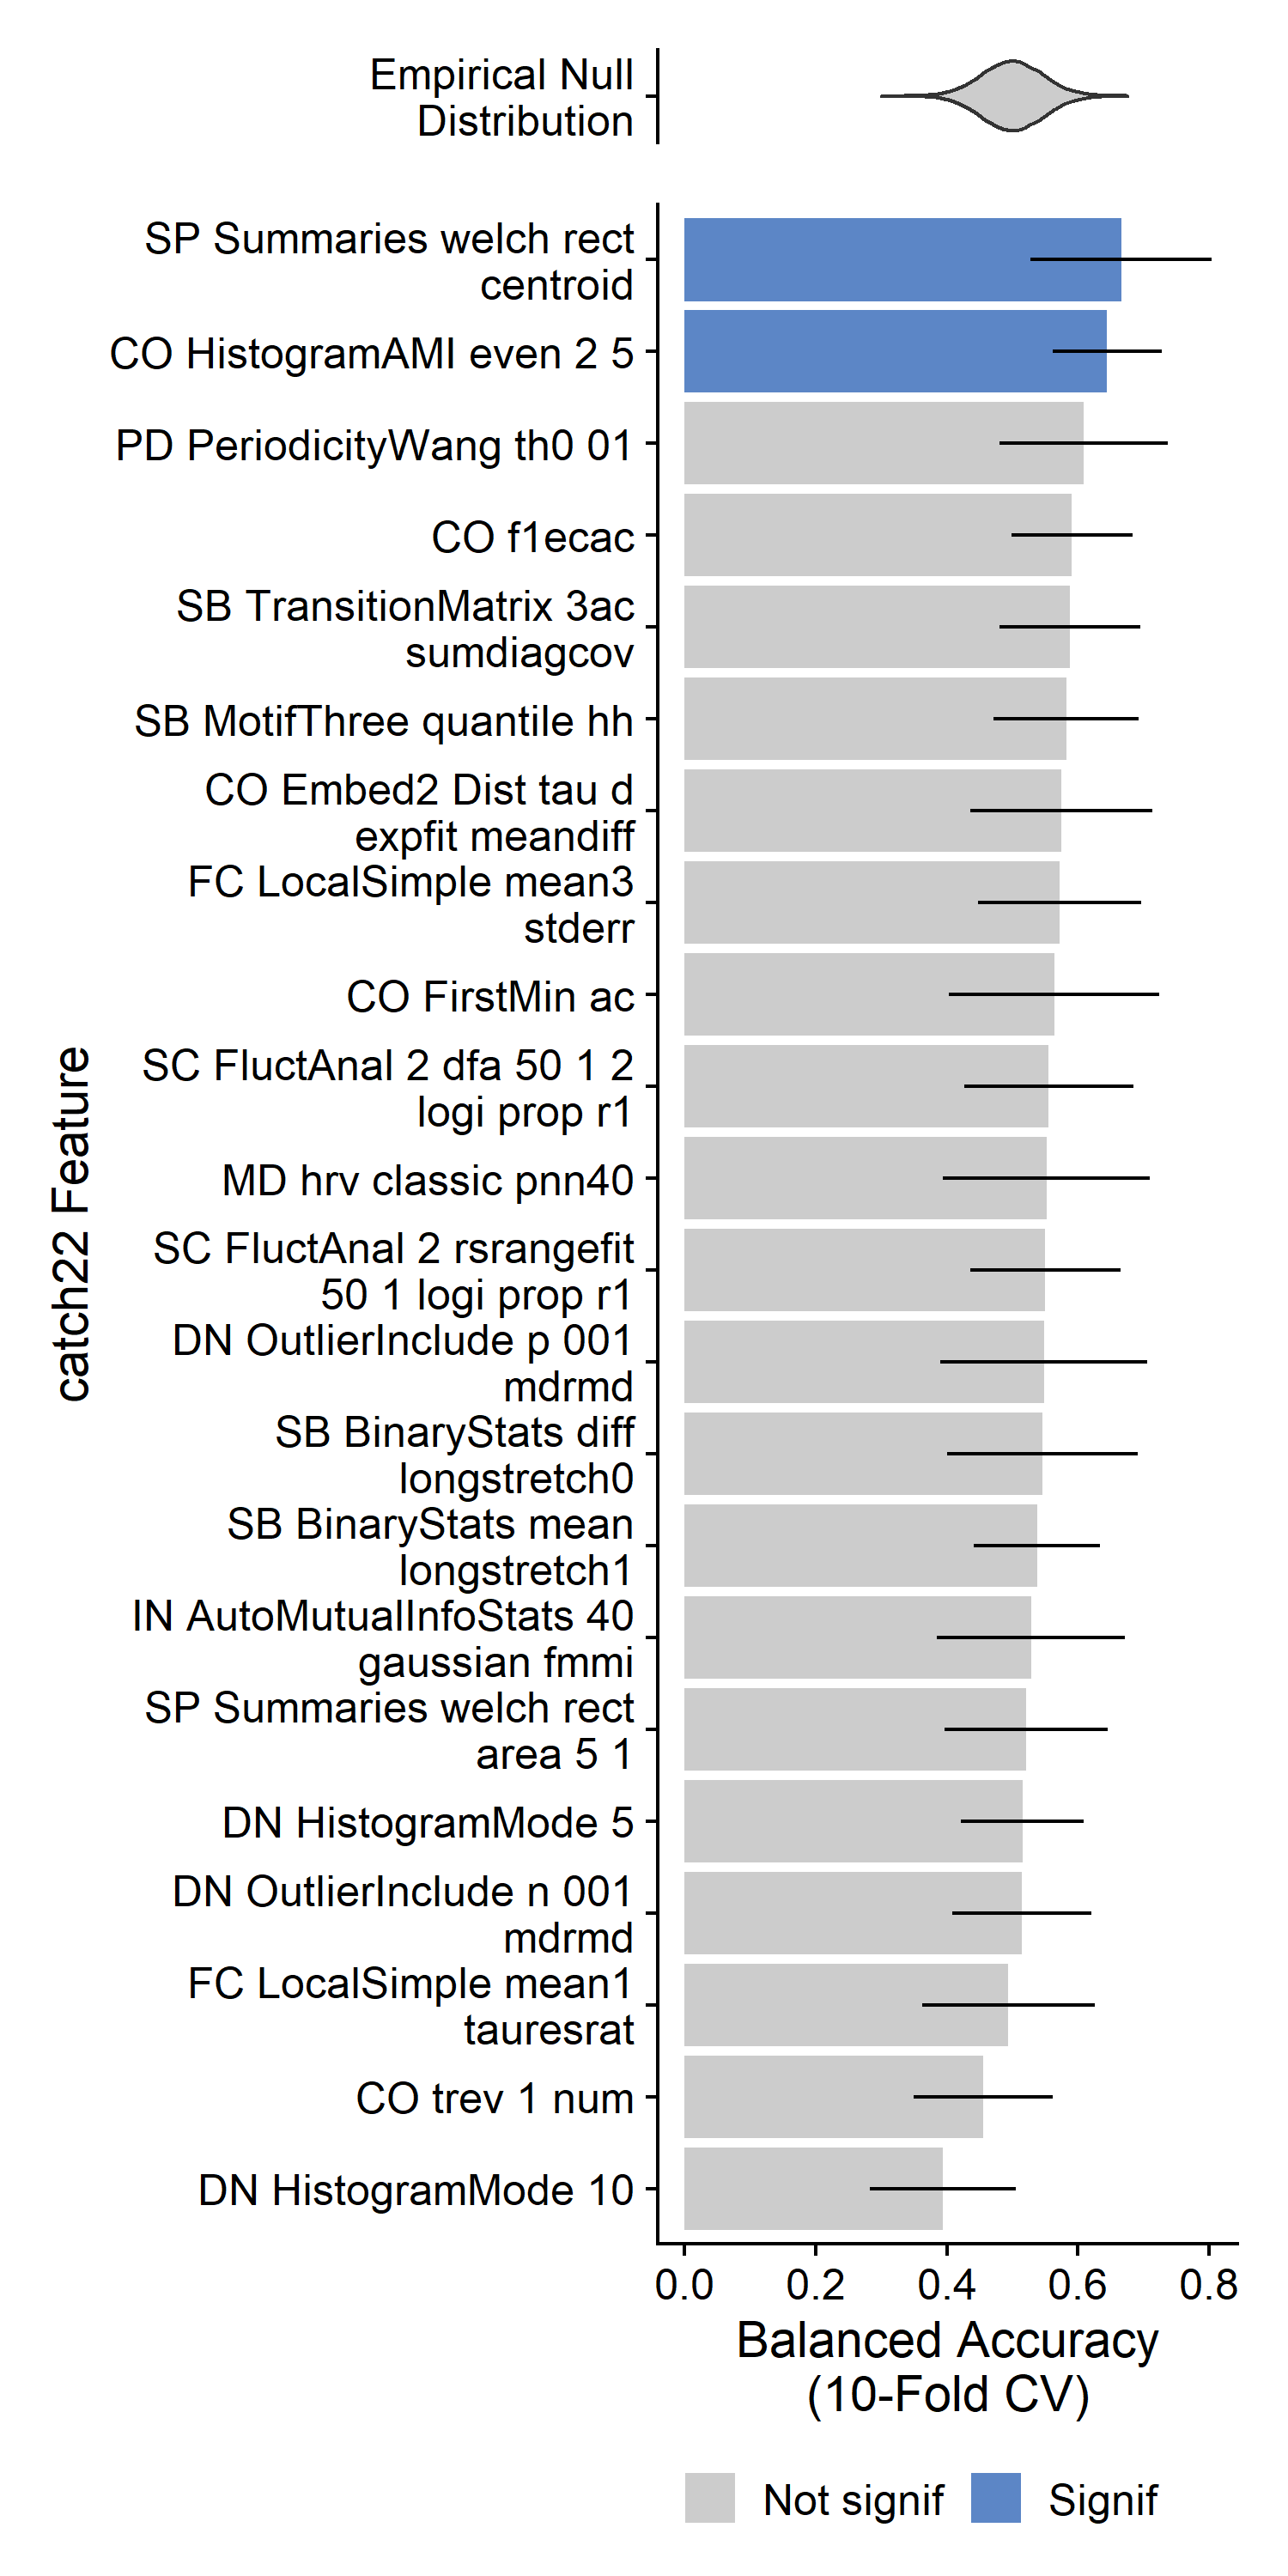 Empirical Null
Distribution
SP Summaries welch rect
centroid
CO HistogramAMI even 2 5
PD PeriodicityWang th0 01
CO f1ecac
SB TransitionMatrix 3ac
sumdiagcov
SB MotifThree quantile hh
CO Embed2 Dist tau d
expfit meandiff
FC LocalSimple mean3
stderr
CO FirstMin ac
SC FluctAnal 2 dfa 50 1 2
logi prop r1
MD hrv classic pnn40
SC FluctAnal 2 rsrangefit
50 1 logi prop r1
DN OutlierInclude p 001
mdrmd
SB BinaryStats diff
longstretch0
SB BinaryStats mean
longstretch1
IN AutoMutualInfoStats 40
gaussian fmmi
SP Summaries welch rect
area 5 1
DN HistogramMode 5
DN OutlierInclude n 001
mdrmd
FC LocalSimple mean1
tauresrat
CO trev 1 num
DN HistogramMode 10
catch22 Feature
0.0 0.2 0.4 0.6 0.8
Balanced Accuracy
(10-Fold CV)
Not signif Signif